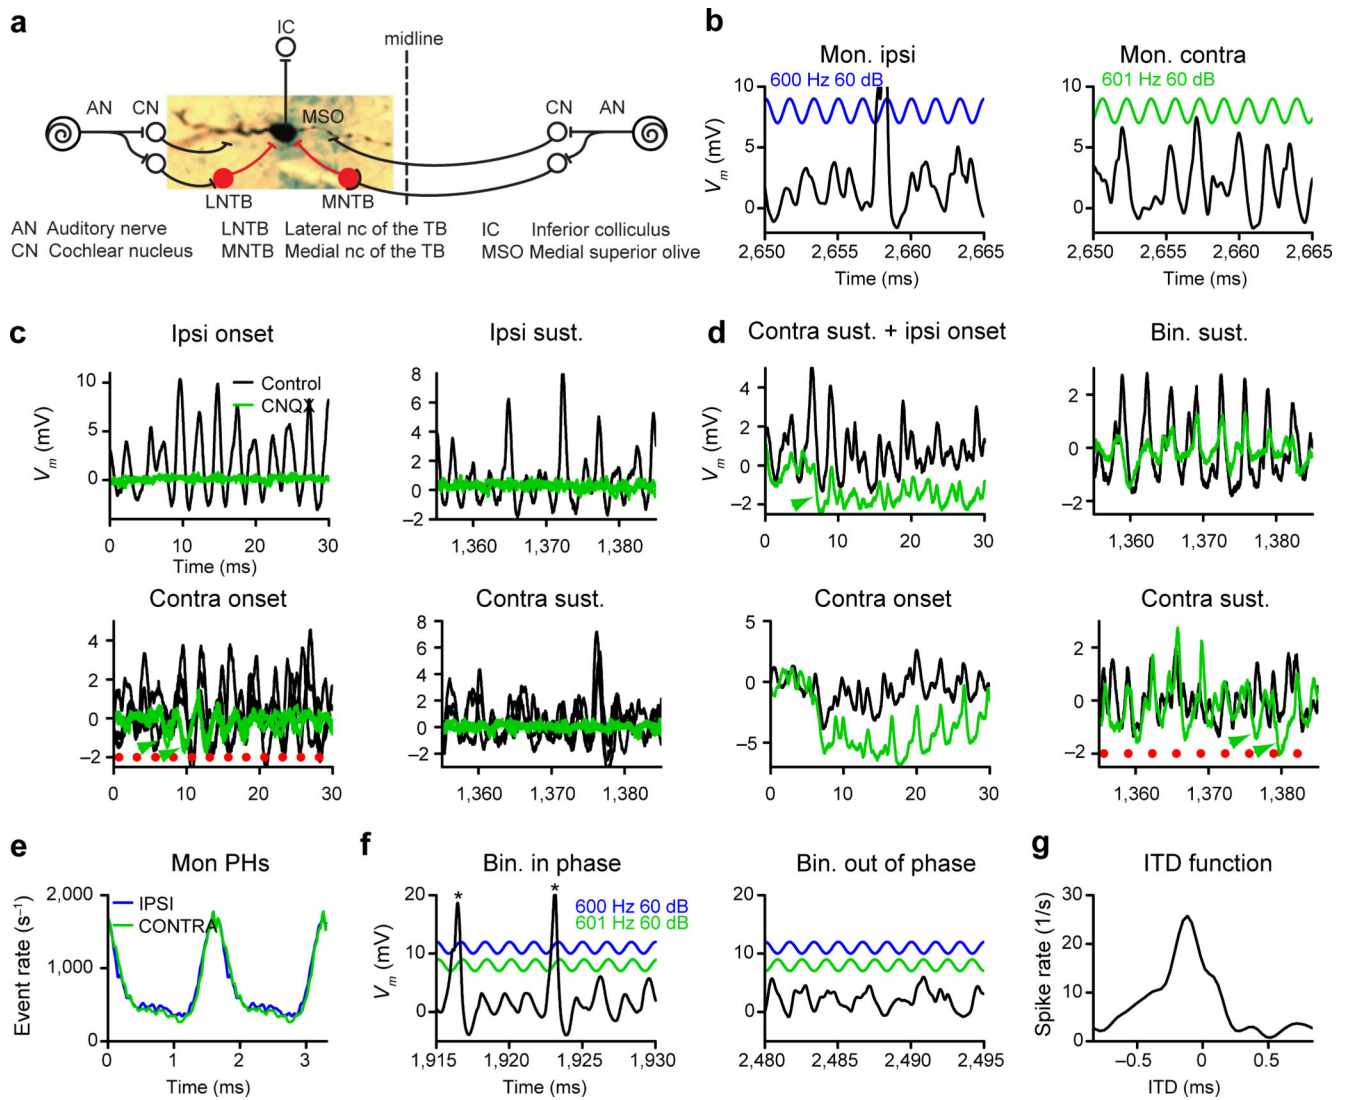 a
IC
midline
AN
CN
MSO
CN
AN
LNTB
MNTB
AN Auditory nerve
LNTB Lateral nc of the TB
IC Inferior colliculus
CN Cochlear nucleus
MNTB Medial nc of the TB
MSO Medial superior olive
b
Mon. ipsi
600 Hz 60 dB
10
5
0
Vm (mV)
2,650 2,655 2,660 2,665
Time (ms)
Mon. contra
601 Hz 60 dB
10
5
0
2,650 2,655 2,660 2,665
Time (ms)
c
Ipsi onset
Control
CNQX
10
5
0
Vm (mV)
0 10 20 30
Time (ms)
Ipsi sust.
8
6
4
2
0
−2
1,360 1,370 1,380
Contra onset
4
2
0
−2
0 10 20 30
Contra sust.
8
6
4
2
0
−2
1,360 1,370 1,380
d
Contra sust. + ipsi onset
4
2
0
−2
Vm (mV)
0 10 20 30
Bin. sust.
2
0
−2
1,360 1,370 1,380
Contra onset
5
0
−5
0 10 20 30
Contra sust.
2
0
−2
1,360 1,370 1,380
e
Mon PHs
IPSI
CONTRA
2,000
1,000
0
Event rate (s⁻¹)
0 1 2 3
Time (ms)
f
Bin. in phase
* *
600 Hz 60 dB
601 Hz 60 dB
20
10
0
Vm (mV)
1,915 1,920 1,925 1,930
Time (ms)
Bin. out of phase
600 Hz 60 dB
601 Hz 60 dB
20
10
0
2,480 2,485 2,490 2,495
g
ITD function
30
20
10
0
Spike rate (1/s)
−0.5 0 0.5
ITD (ms)